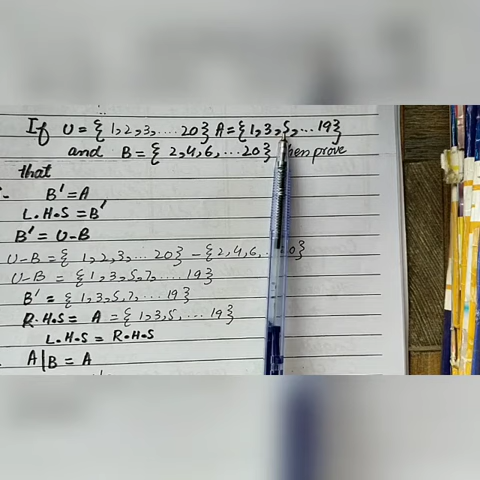 If U = { 1,2,3, .... 20} A = {1,3,5, ... 19}
and B = { 2,4,6, ... 20} then prove
that
B' = A
L.H.S = B'
B' = U-B
U-B = { 1,2,3, ... 20} - {2,4,6, ... 20}
U-B = {1,3,5,7, .... 19}
B' = {1,3,5,7, ... 19}
R.H.S = A = {1,3,5, ... 19}
L.H.S = R.H.S
A|B = A